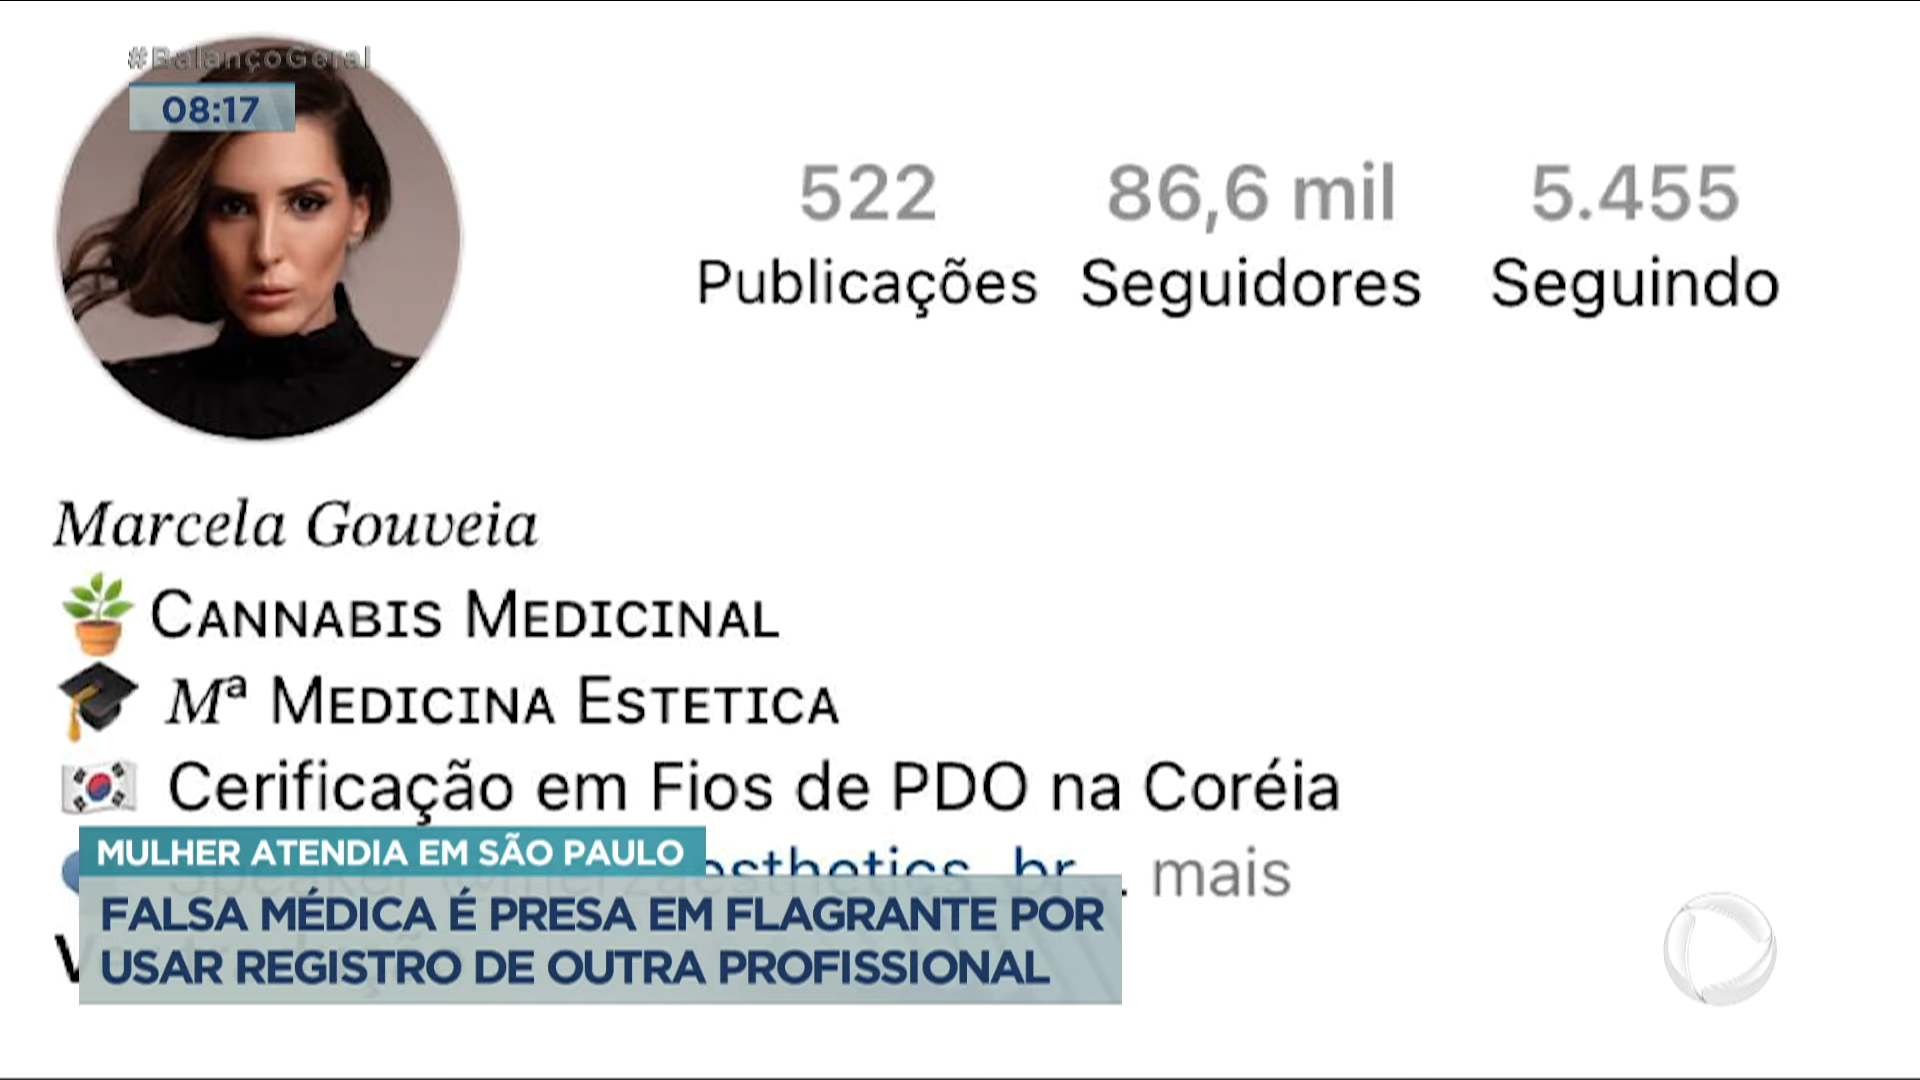 #BalançoGeral
08:17
522 86,6 mil 5.455
Publicações Seguidores Seguindo
Marcela Gouveia
Cannabis Medicinal
Mª Medicina Estetica
Cerificação em Fios de PDO na Coréia
Speaker @merzaesthetics_br... mais
MULHER ATENDIA EM SÃO PAULO
FALSA MÉDICA É PRESA EM FLAGRANTE POR
USAR REGISTRO DE OUTRA PROFISSIONAL